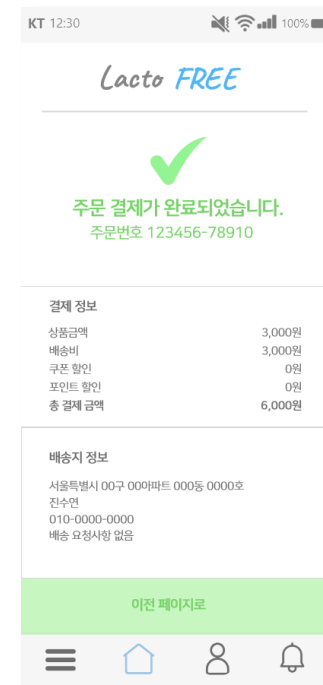 KT 12:30 100%
Lacto FREE
주문 결제가 완료되었습니다.
주문번호 123456-78910
결제 정보
상품금액 3,000원
배송비 3,000원
쿠폰 할인 0원
포인트 할인 0원
총 결제 금액 6,000원
배송지 정보
서울특별시 00구 00아파트 000동 0000호
진수연
010-0000-0000
배송 요청사항 없음
이전 페이지로